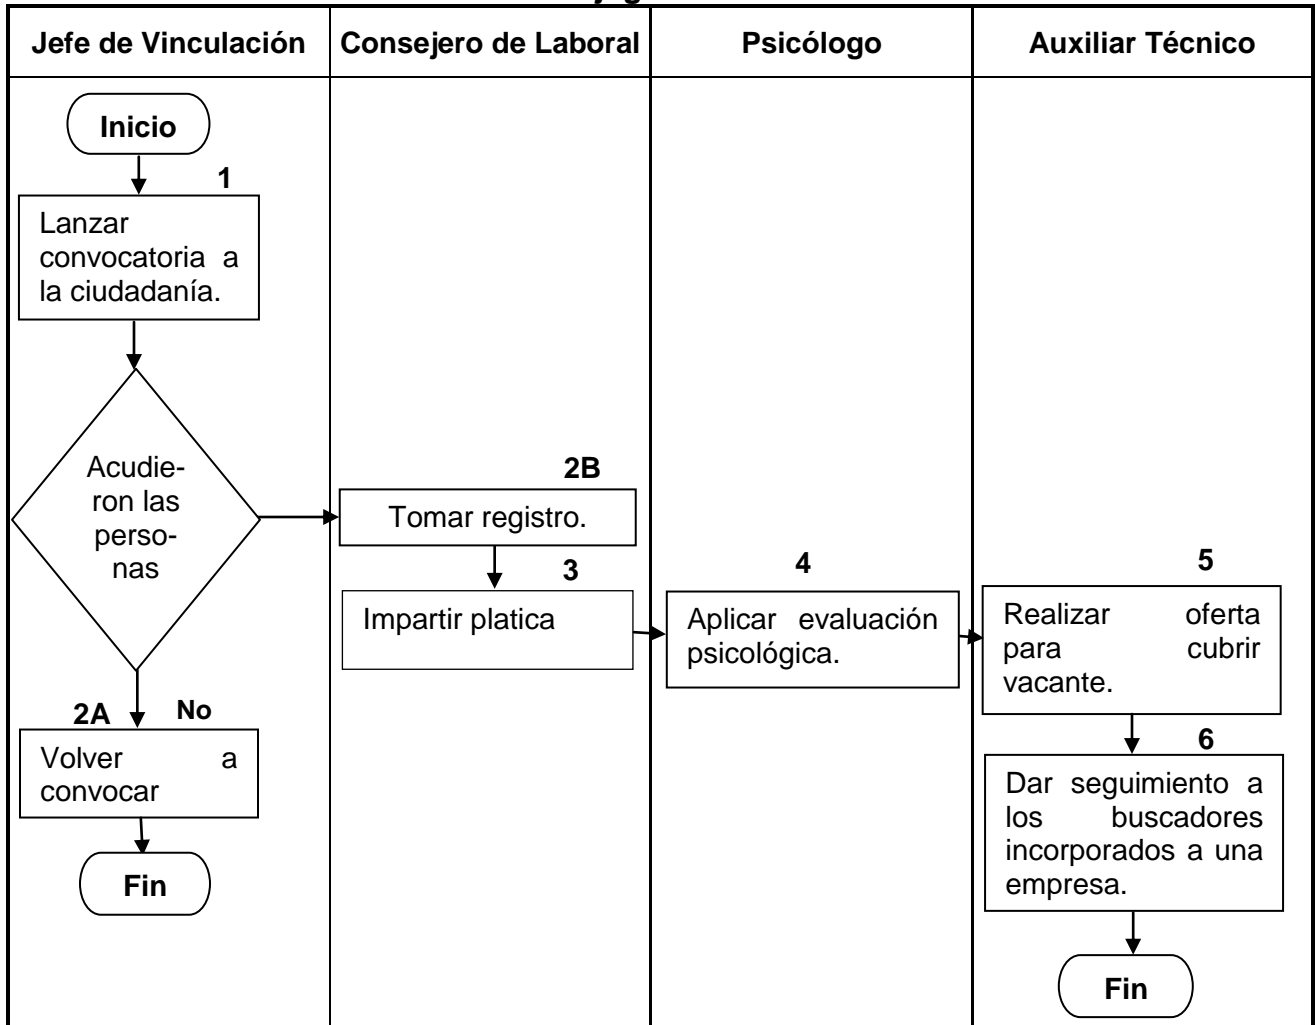 Jefe de Vinculación
Consejero de Laboral
Psicólogo
Auxiliar Técnico
Inicio
1
Lanzar
convocatoria a
la ciudadanía.
Acudie-
ron las
perso-
nas
2A
No
Volver a
convocar
Fin
2B
Tomar registro.
3
Impartir platica
4
Aplicar evaluación
psicológica.
5
Realizar oferta
para cubrir
vacante.
6
Dar seguimiento a
los buscadores
incorporados a una
empresa.
Fin